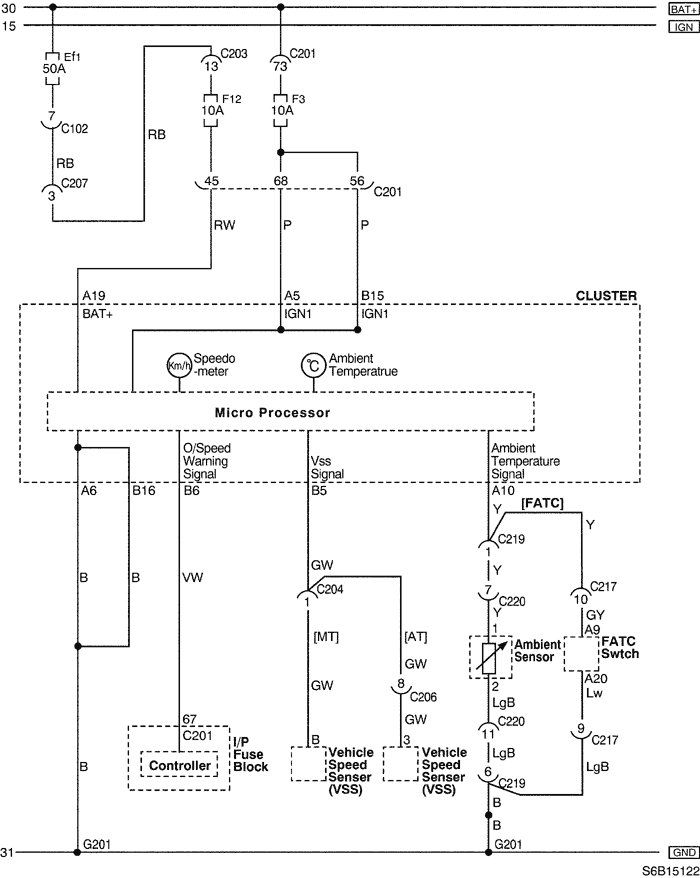 30
BAT+
15
IGN
Ef1
50A
C203
13
C201
73
F12
10A
F3
10A
7
C102
RB
RB
C207
3
45
68
56
C201
RW
P
P
A19
A5
B15
CLUSTER
BAT+
IGN1
IGN1
Km/h
Speedo
-meter
°C
Ambient
Temperatrue
Micro Processor
O/Speed
Warning
Signal
Vss
Signal
Ambient
Temperature
Signal
A6
B16
B6
B5
A10
Y
[FATC]
Y
C219
1
GW
Y
B
B
VW
C204
1
7
C220
C217
10
Y
GY
[MT]
[AT]
1
A9
Ambient
Sensor
FATC
Swtch
GW
8
C206
2
A20
GW
LgB
Lw
67
C201
C220
11
9
C217
I/P
Fuse
Block
Controller
B
Vehicle
Speed
Senser
(VSS)
3
Vehicle
Speed
Senser
(VSS)
LgB
LgB
B
6
C219
B
B
31
G201
G201
GND
S6B15122